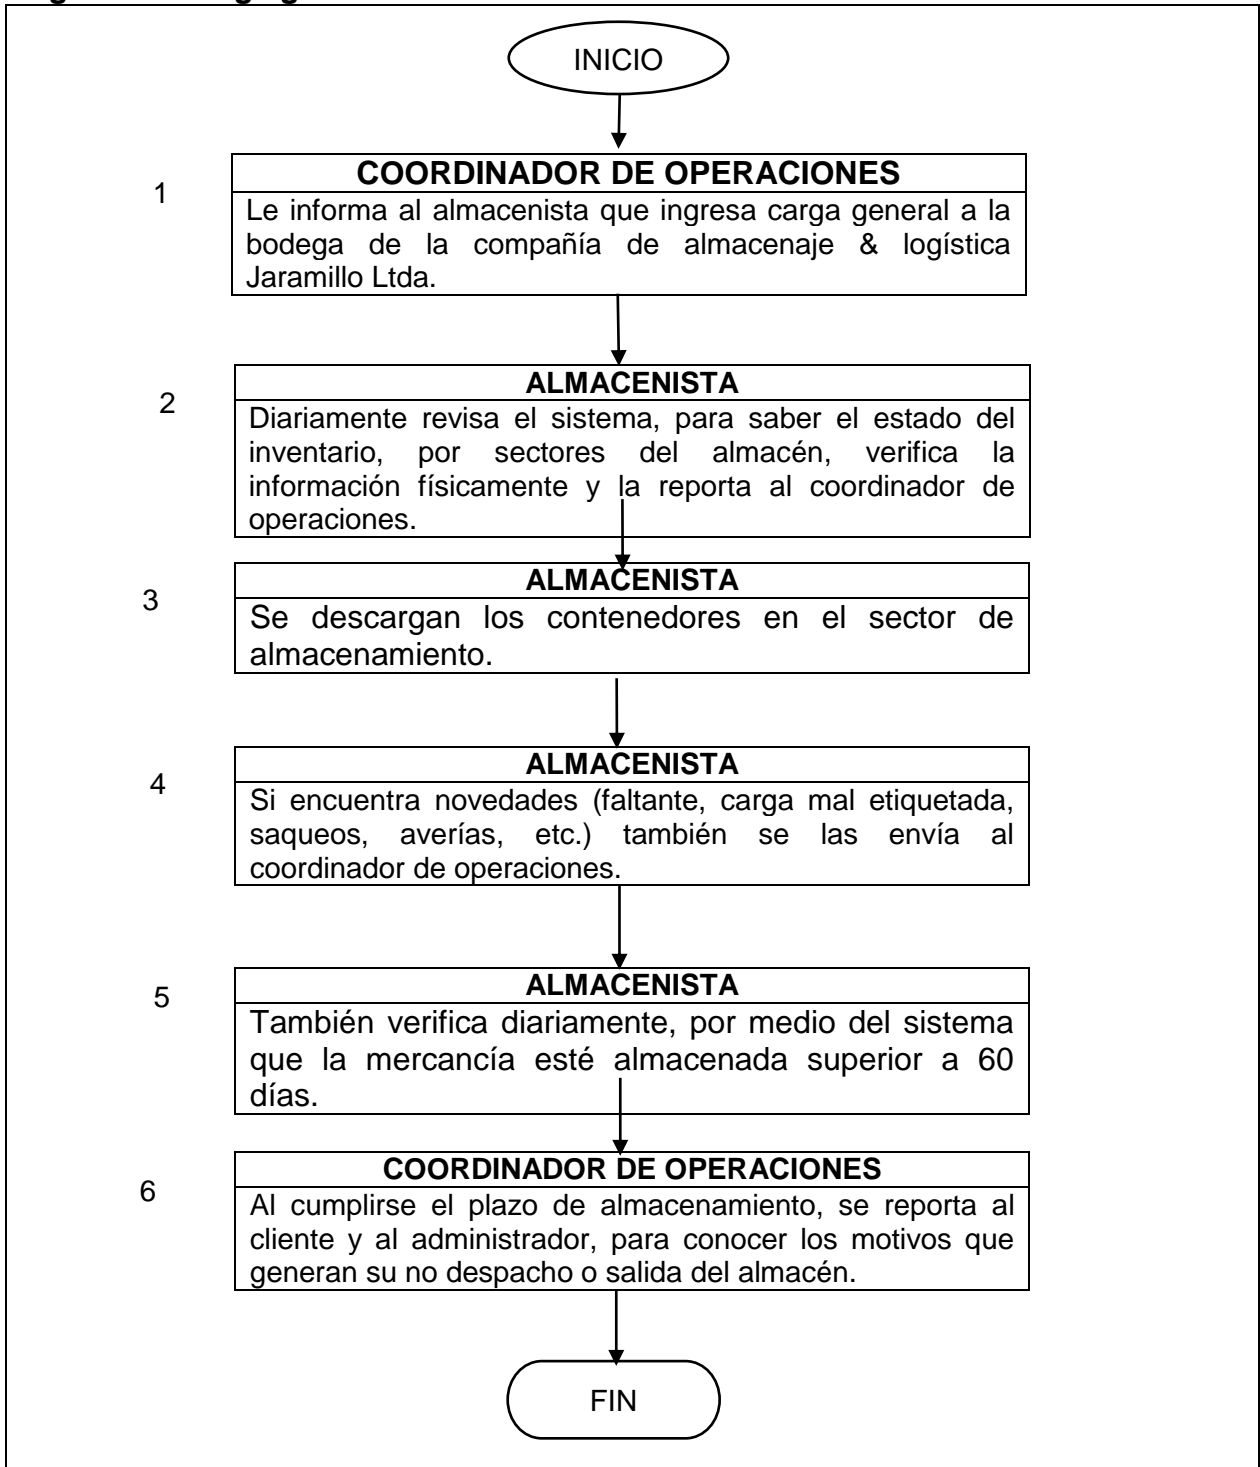 INICIO
1
COORDINADOR DE OPERACIONES
Le informa al almacenista que ingresa carga general a la
bodega de la compañía de almacenaje & logística
Jaramillo Ltda.
2
ALMACENISTA
Diariamente revisa el sistema, para saber el estado del
inventario, por sectores del almacén, verifica la
información físicamente y la reporta al coordinador de
operaciones.
3
ALMACENISTA
Se descargan los contenedores en el sector de
almacenamiento.
4
ALMACENISTA
Si encuentra novedades (faltante, carga mal etiquetada,
saqueos, averías, etc.) también se las envía al
coordinador de operaciones.
5
ALMACENISTA
También verifica diariamente, por medio del sistema
que la mercancía esté almacenada superior a 60
días.
6
COORDINADOR DE OPERACIONES
Al cumplirse el plazo de almacenamiento, se reporta al
cliente y al administrador, para conocer los motivos que
generan su no despacho o salida del almacén.
FIN